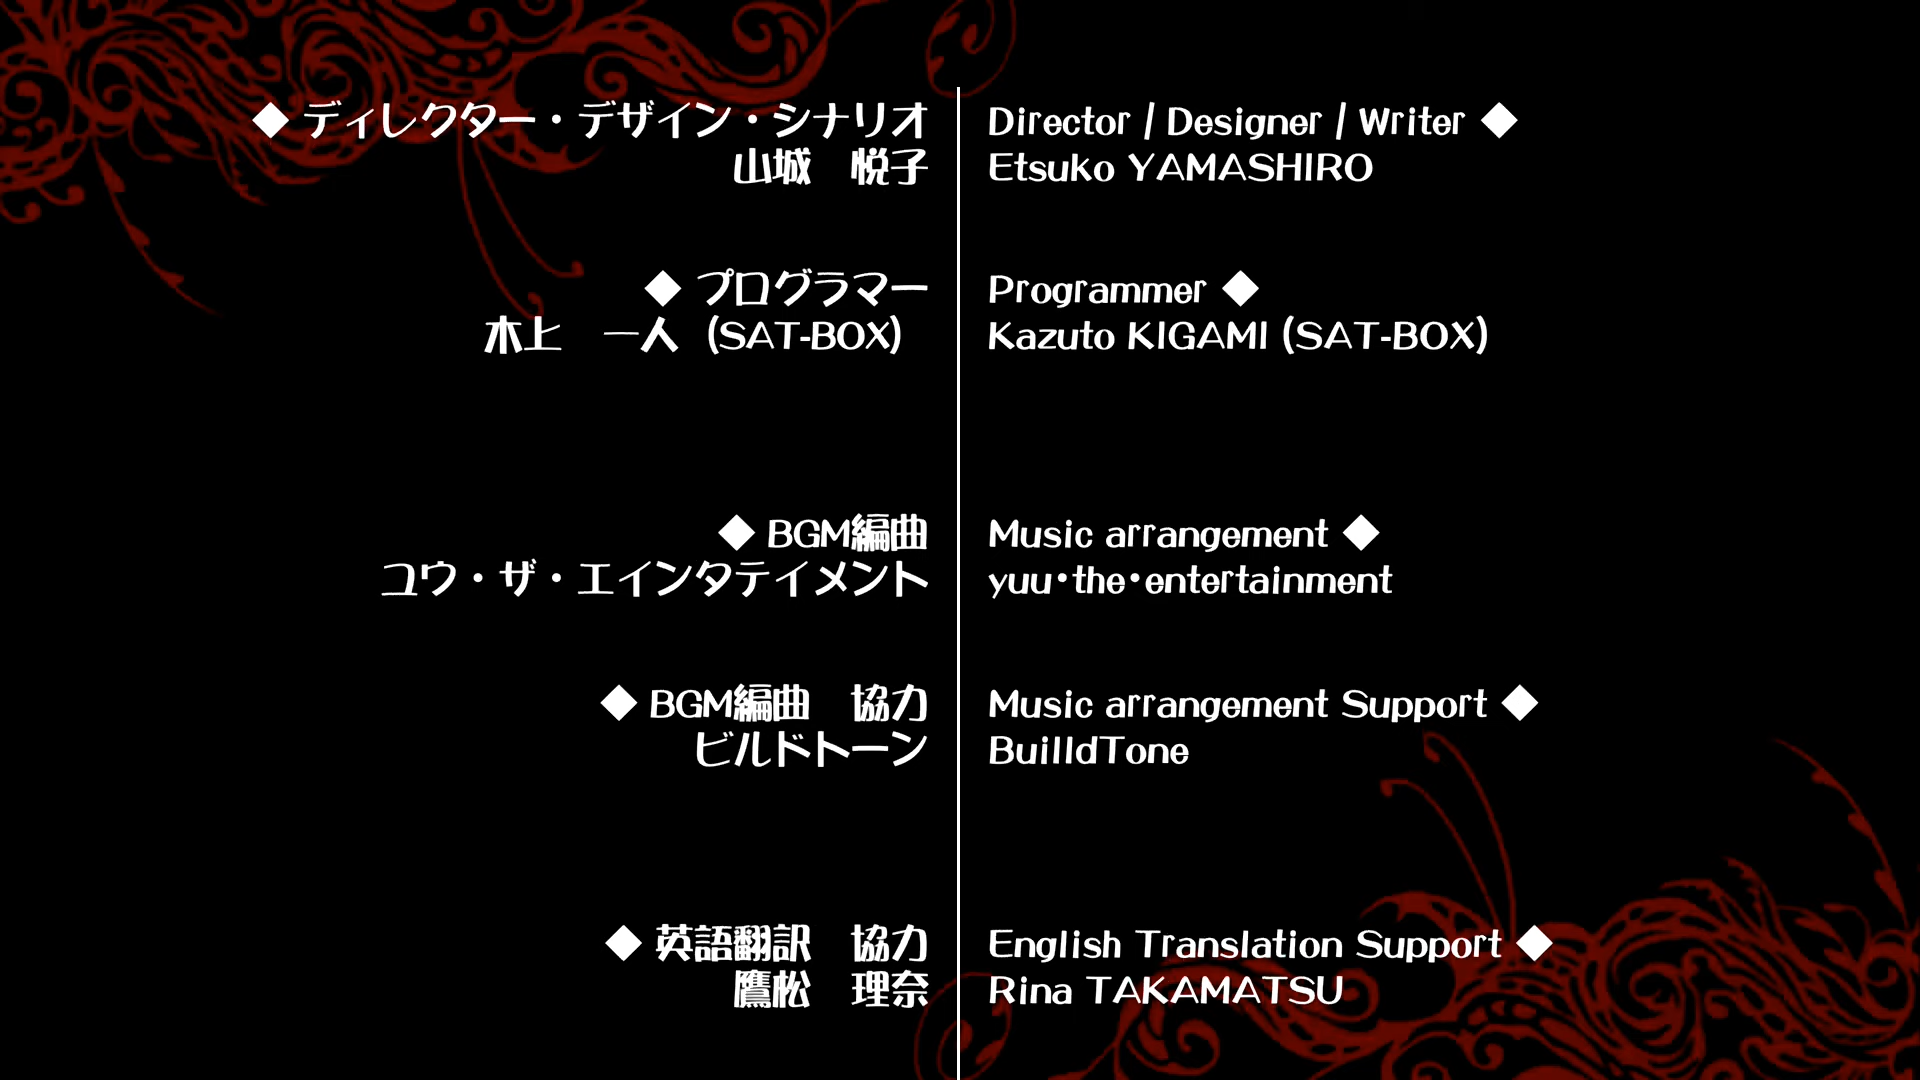 ◆ ディレクター・デザイン・シナリオ
山城　悦子
◆ プログラマー
木上　一人 (SAT-BOX)
◆ BGM編曲
ユウ・ザ・エインタテイメント
◆ BGM編曲　協力
ビルドトーン
◆ 英語翻訳　協力
鷹松　理奈
Director / Designer / Writer ◆
Etsuko YAMASHIRO
Programmer ◆
Kazuto KIGAMI (SAT-BOX)
Music arrangement ◆
yuu・the・entertainment
Music arrangement Support ◆
BuilldTone
English Translation Support ◆
Rina TAKAMATSU